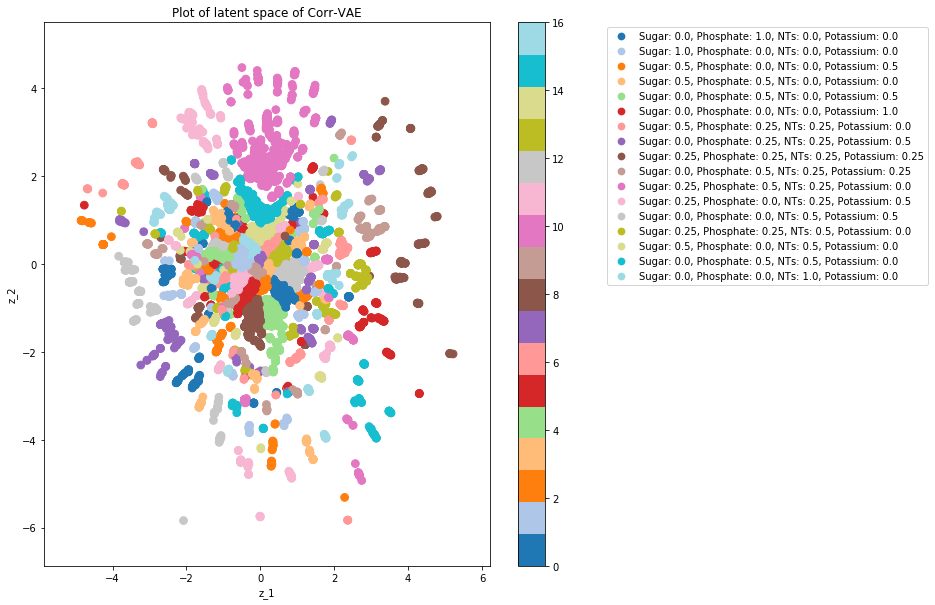 Plot of latent space of Corr-VAE
z_2
4
2
0
−2
−4
−6
−4
−2
0
2
4
6
z_1
16
14
12
10
8
6
4
2
0
Sugar: 0.0, Phosphate: 1.0, NTs: 0.0, Potassium: 0.0
Sugar: 1.0, Phosphate: 0.0, NTs: 0.0, Potassium: 0.0
Sugar: 0.5, Phosphate: 0.0, NTs: 0.0, Potassium: 0.5
Sugar: 0.5, Phosphate: 0.5, NTs: 0.0, Potassium: 0.0
Sugar: 0.0, Phosphate: 0.5, NTs: 0.0, Potassium: 0.5
Sugar: 0.0, Phosphate: 0.0, NTs: 0.0, Potassium: 1.0
Sugar: 0.5, Phosphate: 0.25, NTs: 0.25, Potassium: 0.0
Sugar: 0.0, Phosphate: 0.25, NTs: 0.25, Potassium: 0.5
Sugar: 0.25, Phosphate: 0.25, NTs: 0.25, Potassium: 0.25
Sugar: 0.0, Phosphate: 0.5, NTs: 0.25, Potassium: 0.25
Sugar: 0.25, Phosphate: 0.5, NTs: 0.25, Potassium: 0.0
Sugar: 0.25, Phosphate: 0.0, NTs: 0.25, Potassium: 0.5
Sugar: 0.0, Phosphate: 0.0, NTs: 0.5, Potassium: 0.5
Sugar: 0.25, Phosphate: 0.25, NTs: 0.5, Potassium: 0.0
Sugar: 0.5, Phosphate: 0.0, NTs: 0.5, Potassium: 0.0
Sugar: 0.0, Phosphate: 0.5, NTs: 0.5, Potassium: 0.0
Sugar: 0.0, Phosphate: 0.0, NTs: 1.0, Potassium: 0.0